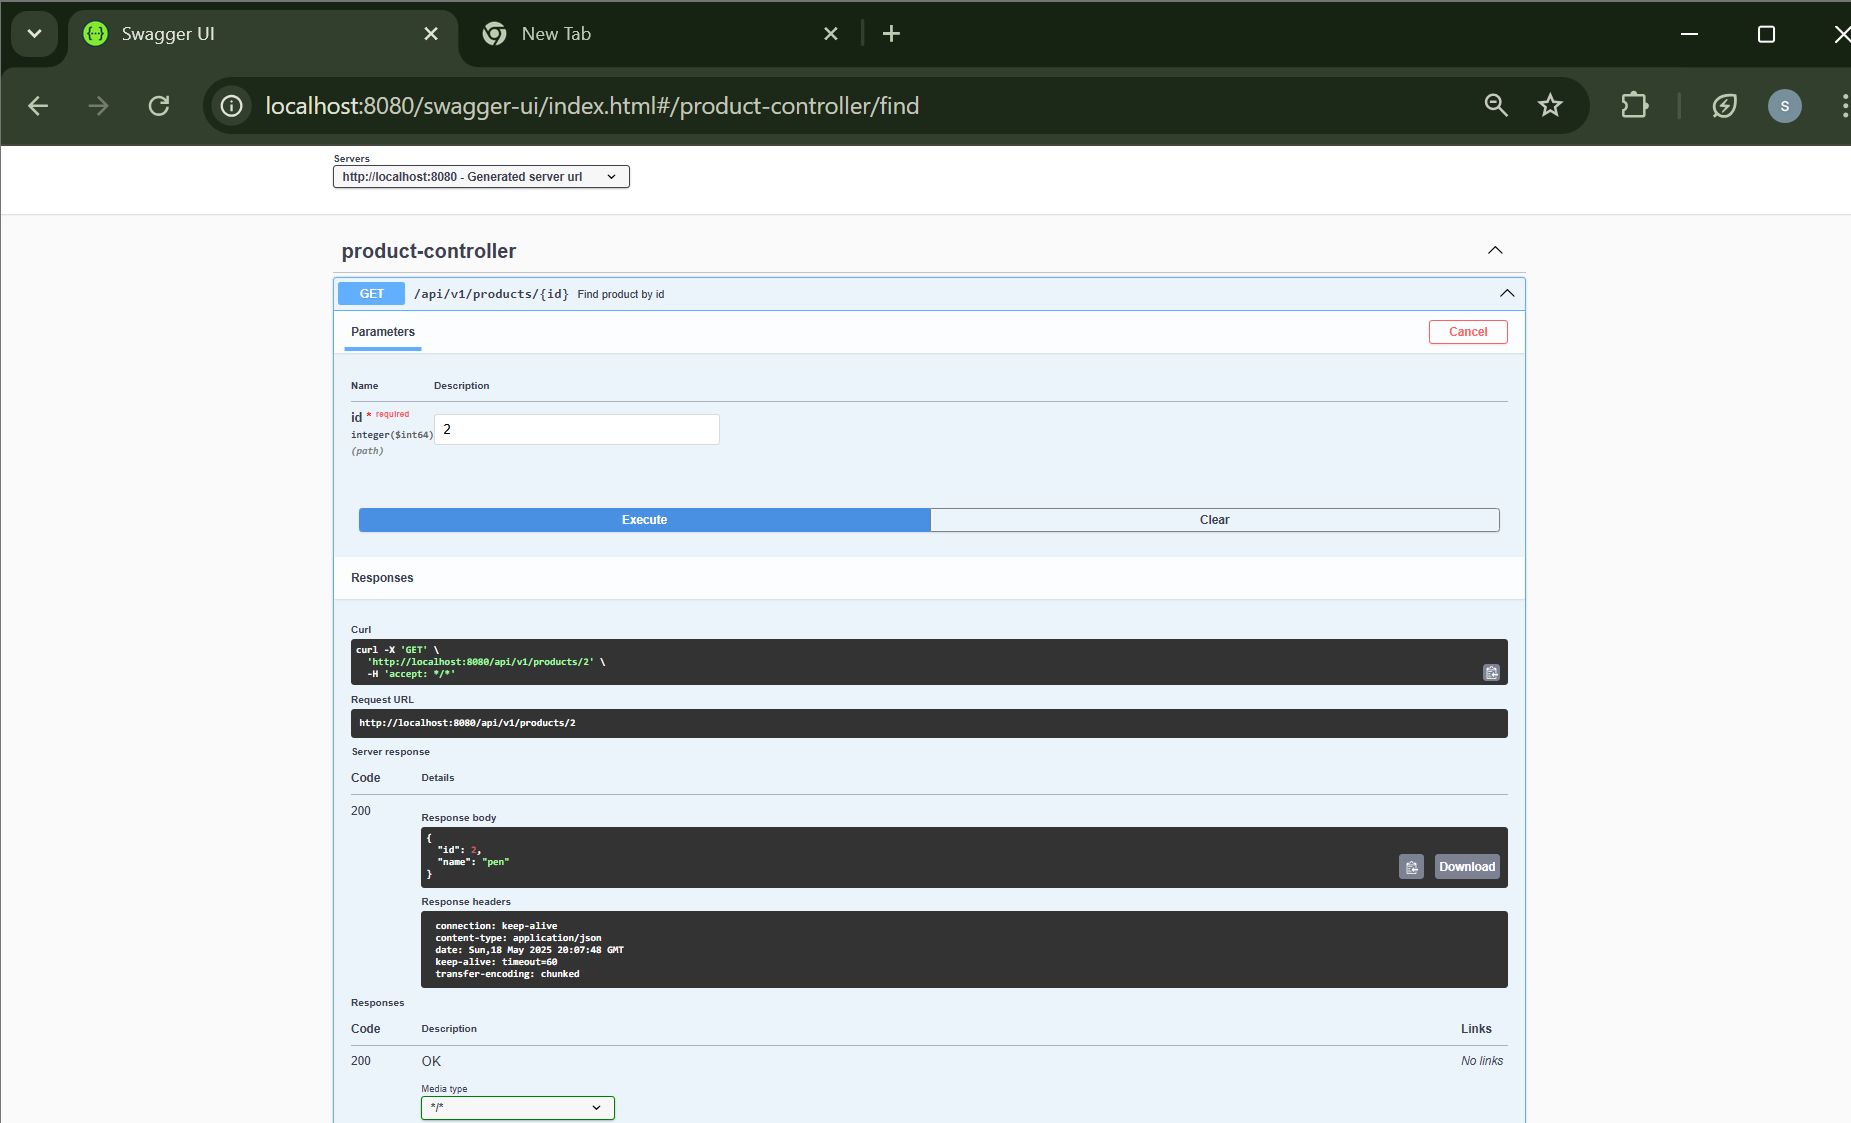 Swagger UI
New Tab
localhost:8080/swagger-ui/index.html#/product-controller/find
S
Servers
http://localhost:8080 - Generated server url
product-controller
GET /api/v1/products/{id} Find product by id
Parameters
Cancel
Name Description
id * required
integer($int64)
(path)
2
Execute
Clear
Responses
Curl
curl -X 'GET' \
'http://localhost:8080/api/v1/products/2' \
-H 'accept: */*'
Request URL
http://localhost:8080/api/v1/products/2
Server response
Code Details
200
Response body
{
"id": 2,
"name": "pen"
}
Download
Response headers
connection: keep-alive
content-type: application/json
date: Sun,18 May 2025 20:07:48 GMT
keep-alive: timeout=60
transfer-encoding: chunked
Responses
Code Description Links
200 OK No links
Media type
*/*